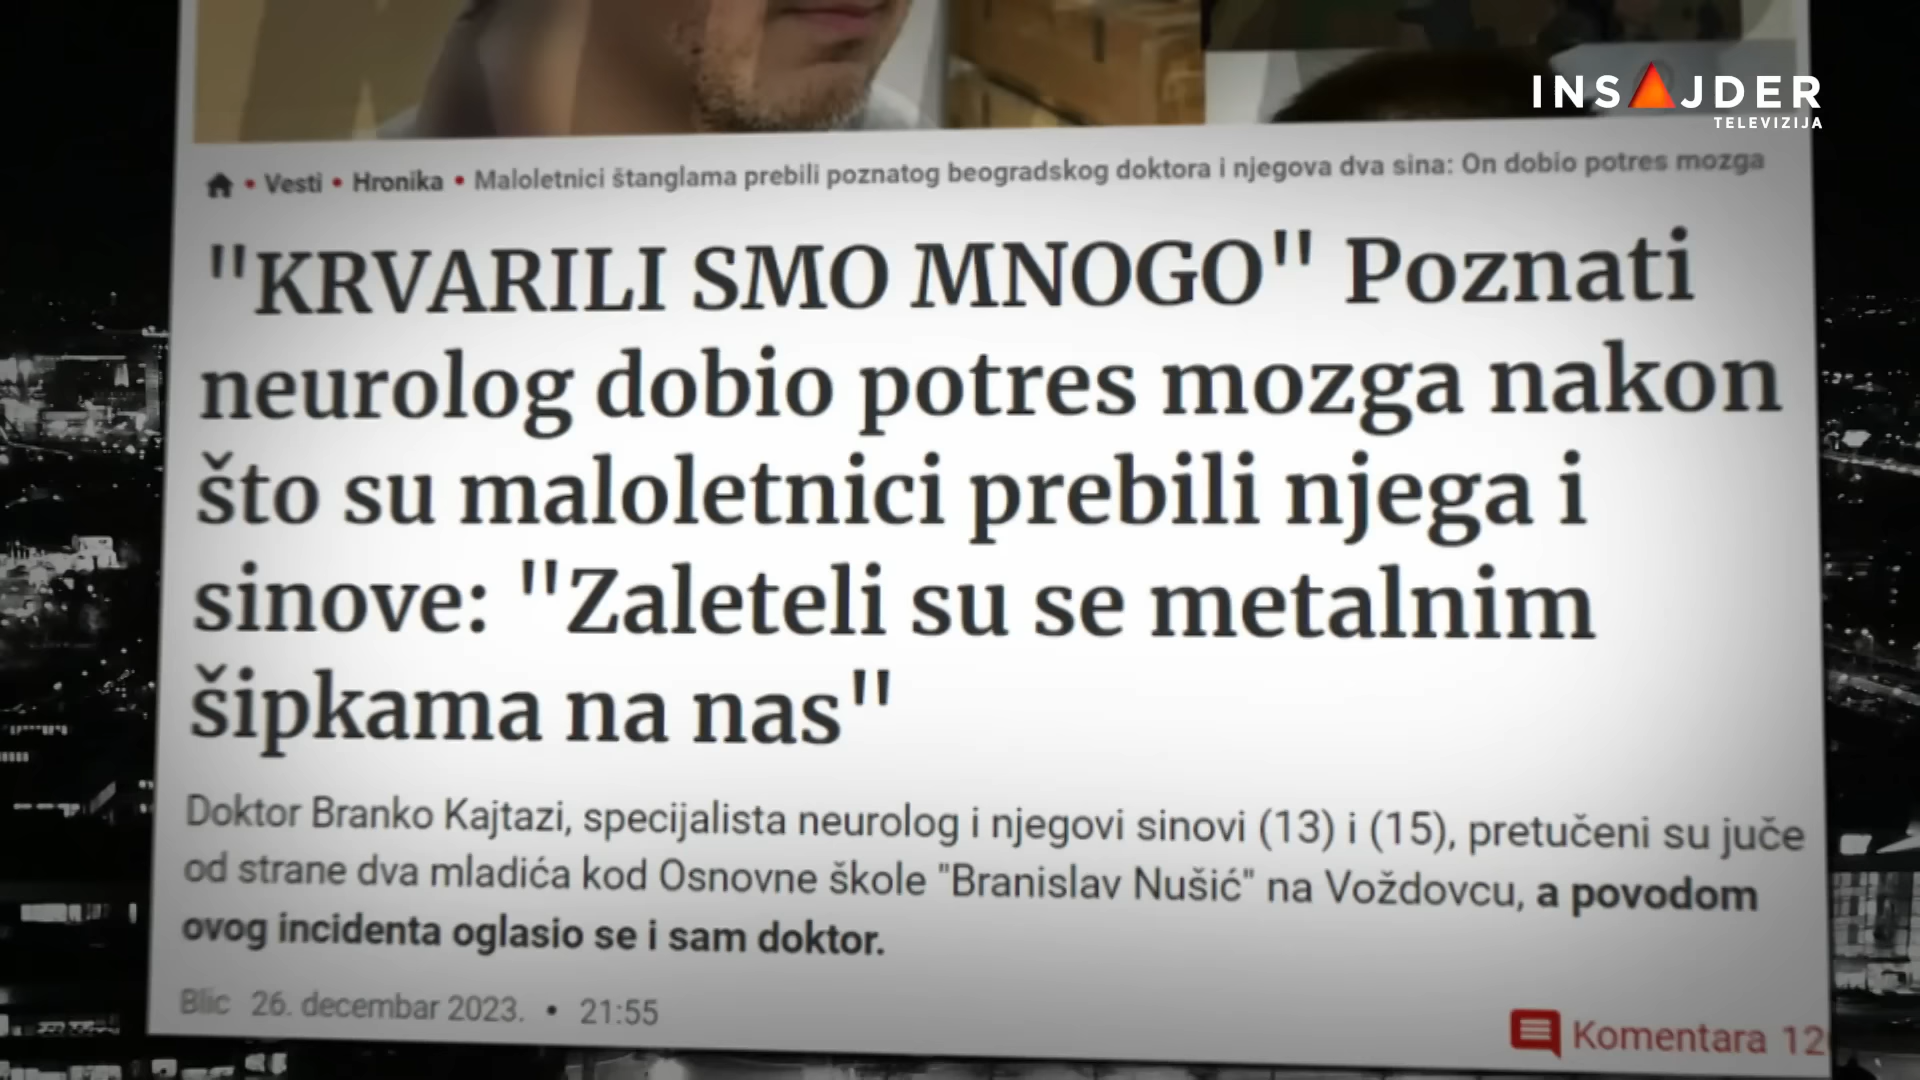 INSAJDER
TELEVIZIJA
• Vesti • Hronika • Maloletnici štanglama prebili poznatog beogradskog doktora i njegova dva sina: On dobio potres mozga
"KRVARILI SMO MNOGO" Poznati
neurolog dobio potres mozga nakon
što su maloletnici prebili njega i
sinove: "Zaleteli su se metalnim
šipkama na nas"
Doktor Branko Kajtazi, specijalista neurolog i njegovi sinovi (13) i (15), pretučeni su juče
od strane dva mladića kod Osnovne škole "Branislav Nušić" na Voždovcu, a povodom
ovog incidenta oglasio se i sam doktor.
Blic 26. decembar 2023. • 21:55
Komentara